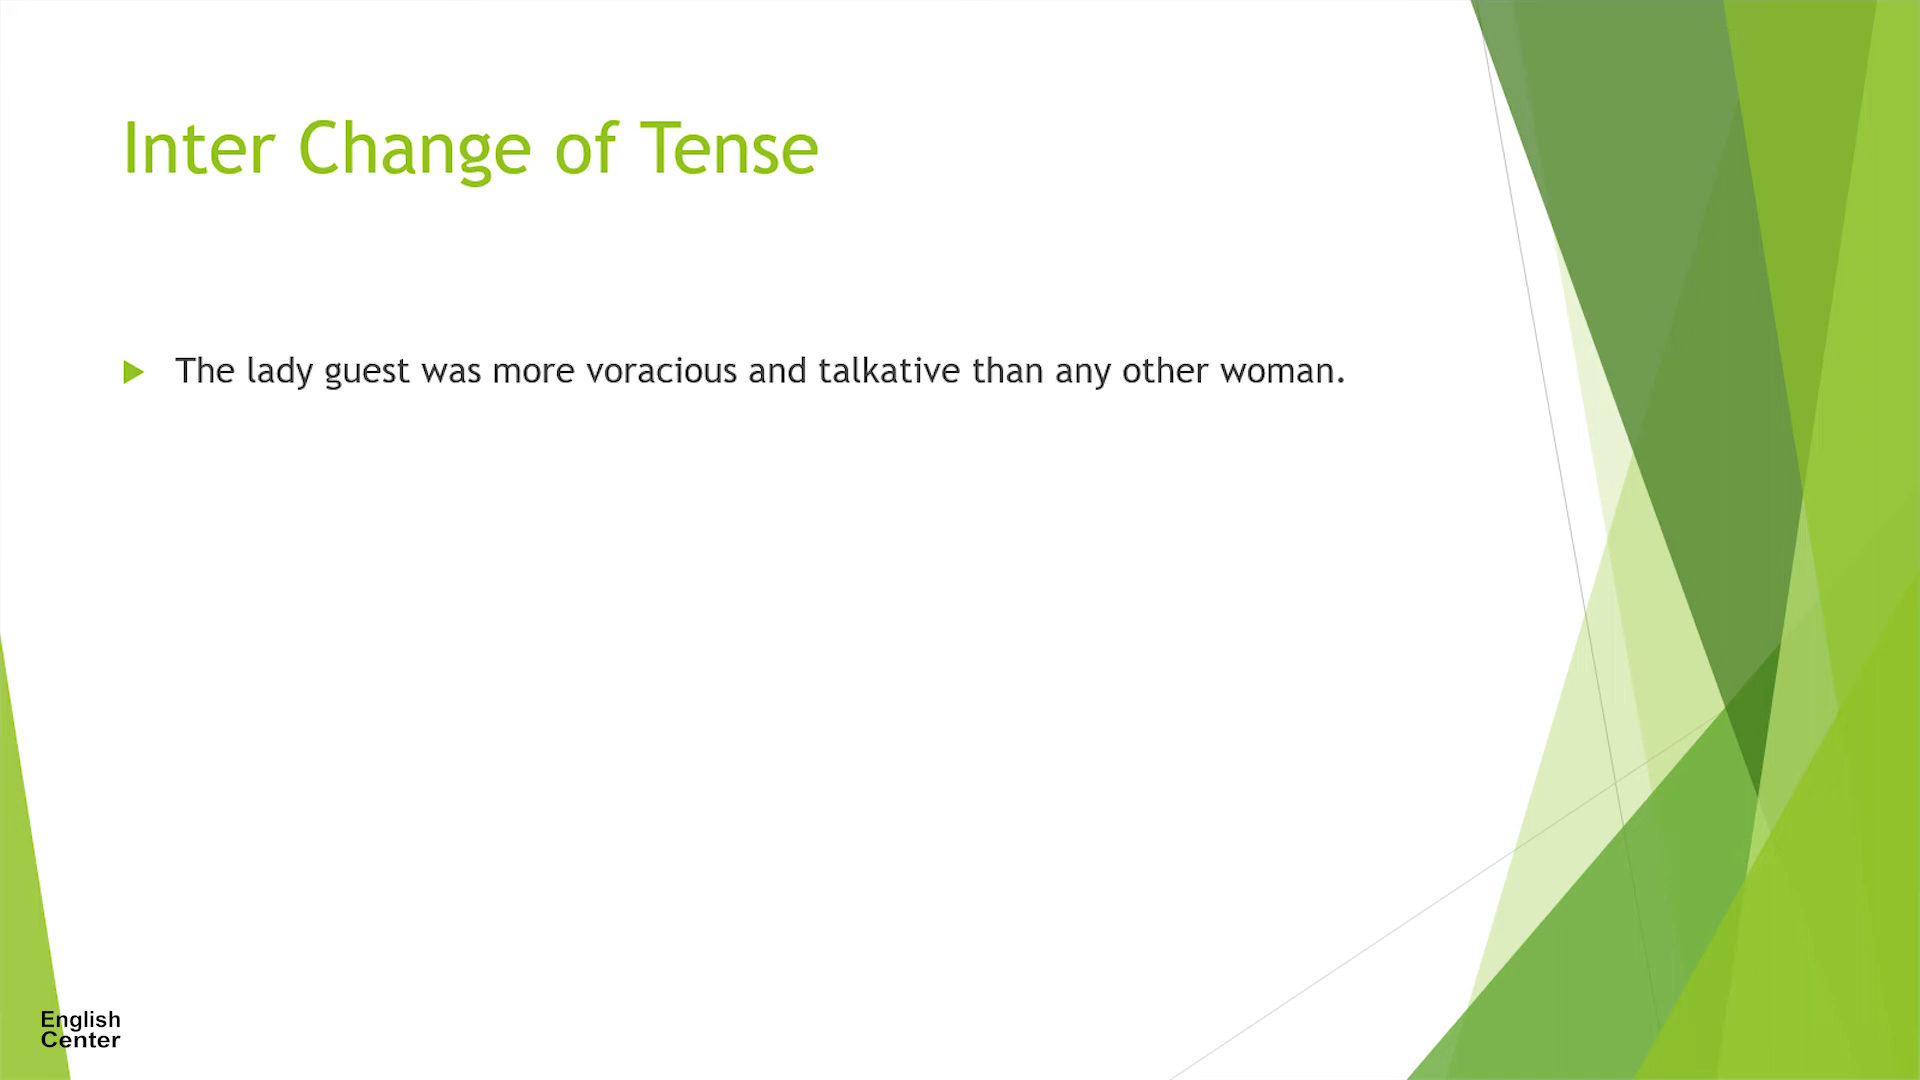 Inter Change of Tense
The lady guest was more voracious and talkative than any other woman.
English
Center